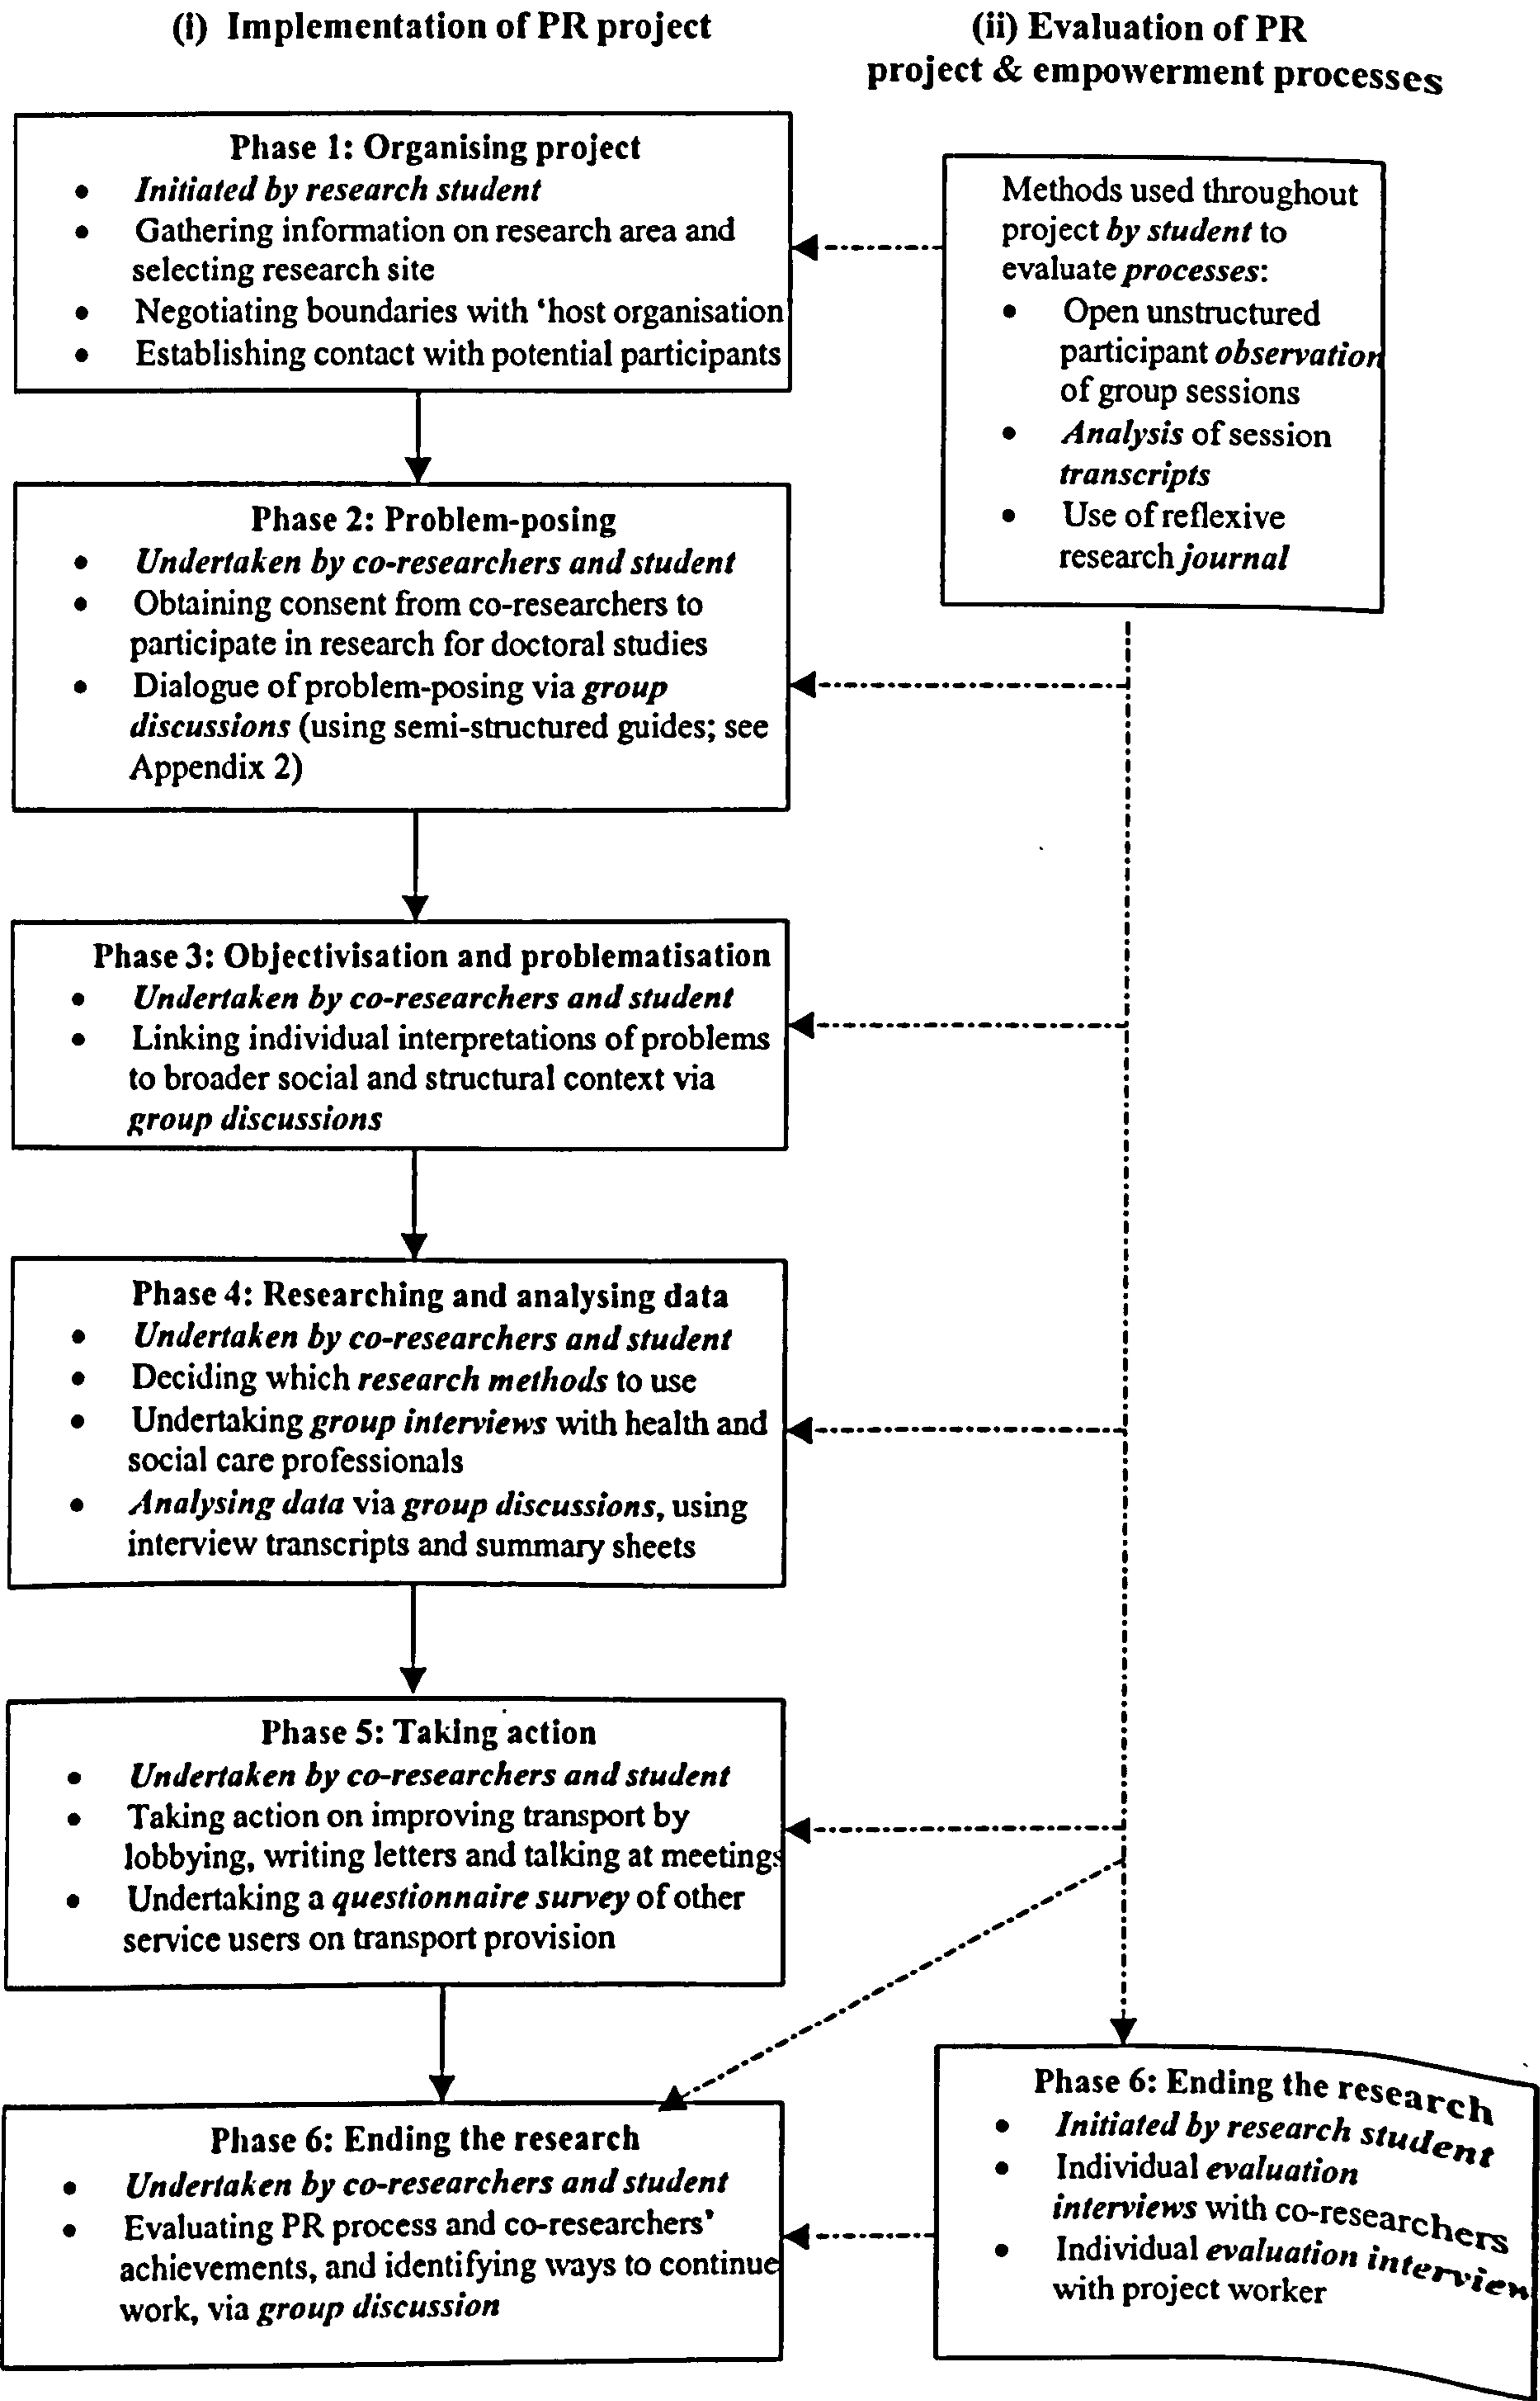 (i) Implementation of PR project
(ii) Evaluation of PR
project & empowerment processes
Phase 1: Organising project
• Initiated by research student
• Gathering information on research area and
selecting research site
• Negotiating boundaries with ‘host organisation
• Establishing contact with potential participants
Methods used throughout
project by student to
evaluate processes:
• Open unstructured
participant observation
of group sessions
• Analysis of session
transcripts
• Use of reflexive
research journal
Phase 2: Problem-posing
• Undertaken by co-researchers and student
• Obtaining consent from co-researchers to
participate in research for doctoral studies
• Dialogue of problem-posing via group
discussions (using semi-structured guides; see
Appendix 2)
Phase 3: Objectivisation and problematisation
• Undertaken by co-researchers and student
• Linking individual interpretations of problems
to broader social and structural context via
group discussions
Phase 4: Researching and analysing data
• Undertaken by co-researchers and student
• Deciding which research methods to use
• Undertaking group interviews with health and
social care professionals
• Analysing data via group discussions, using
interview transcripts and summary sheets
Phase 5: Taking action
• Undertaken by co-researchers and student
• Taking action on improving transport by
lobbying, writing letters and talking at meetings
• Undertaking a questionnaire survey of other
service users on transport provision
Phase 6: Ending the research
• Undertaken by co-researchers and student
• Evaluating PR process and co-researchers’
achievements, and identifying ways to continue
work, via group discussion
Phase 6: Ending the research
• Initiated by research student
• Individual evaluation
interviews with co-researchers
• Individual evaluation interview
with project worker